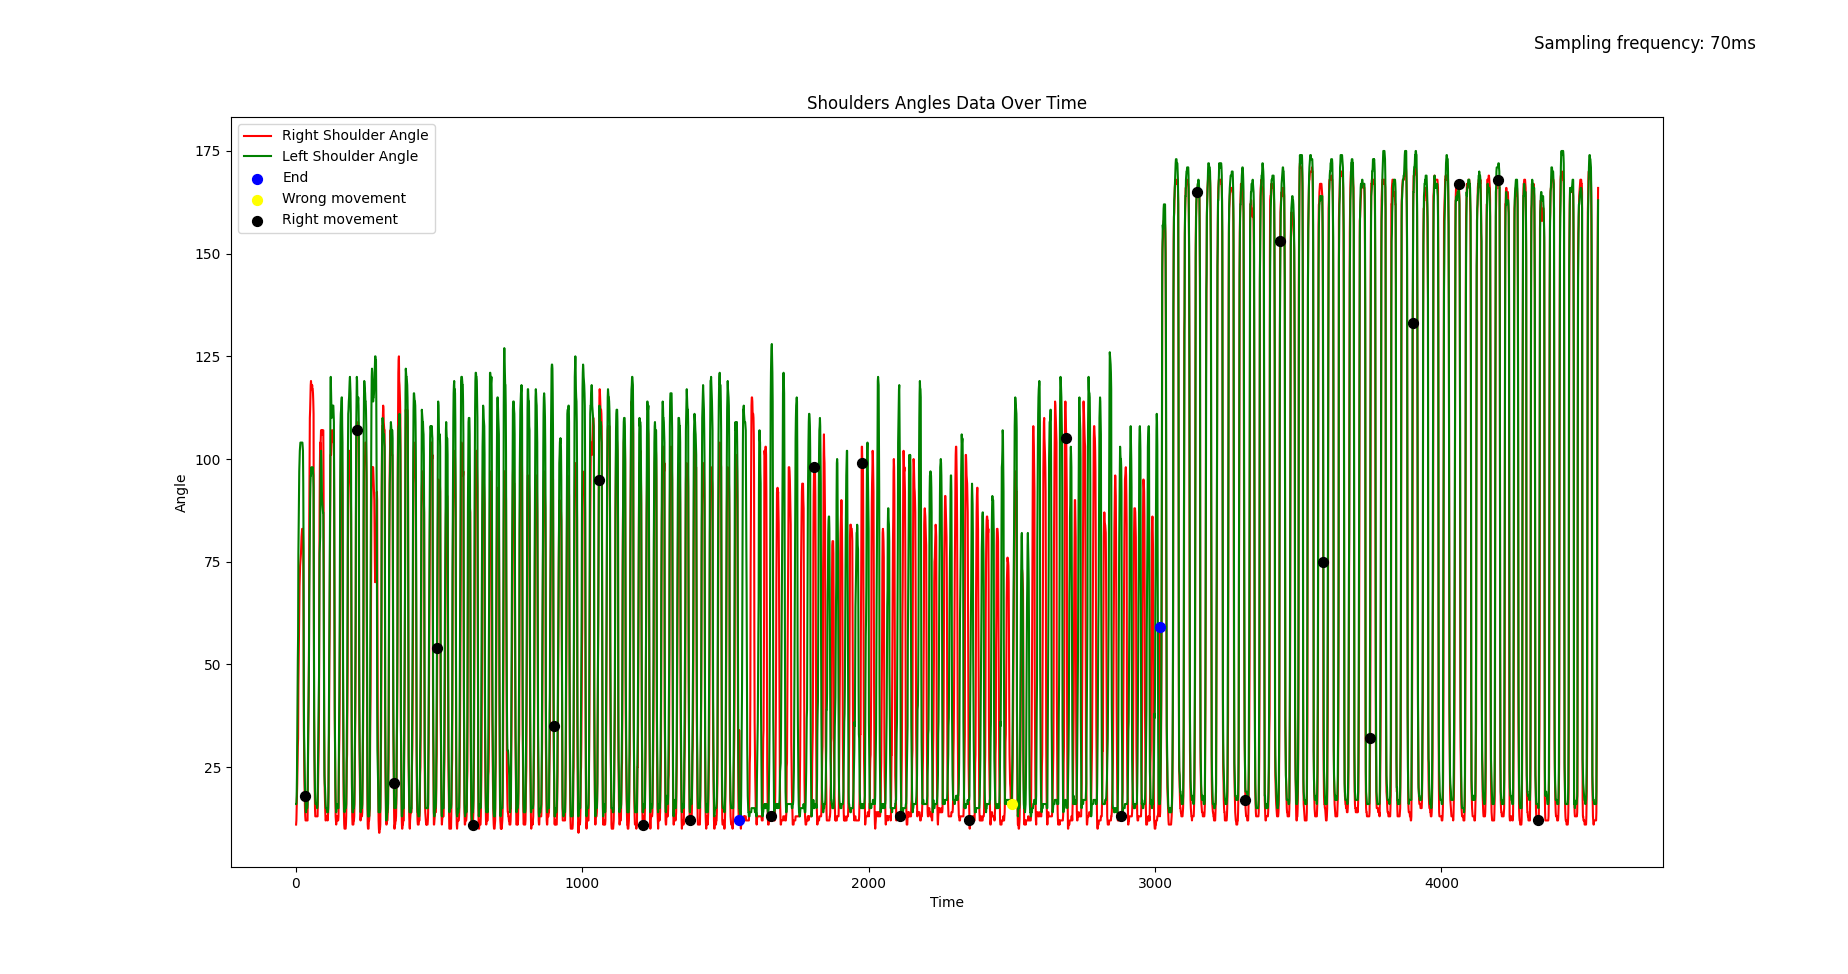 Sampling frequency: 70ms
Shoulders Angles Data Over Time
Right Shoulder Angle
Left Shoulder Angle
End
Wrong movement
Right movement
175
150
125
100
75
50
25
Angle
0 1000 2000 3000 4000
Time